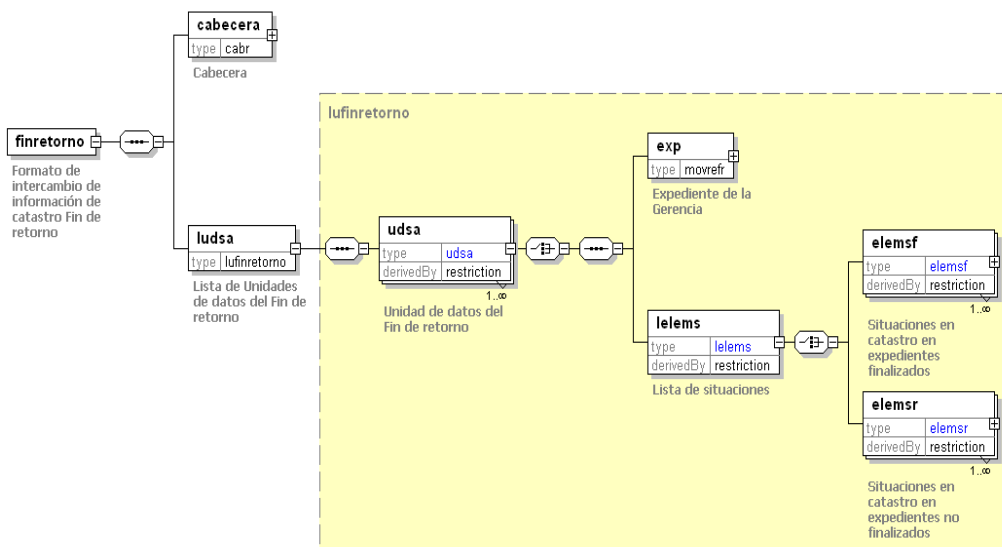 cabecera
type cabr
Cabecera
finretorno
Formato de
intercambio de
información de
catastro Fin de
retorno
ludsa
type lufinretorno
Lista de Unidades
de datos del Fin de
retorno
lufinretorno
udsa
type udsa
derivedBy restriction
1..∞
Unidad de datos del
Fin de retorno
exp
type movrefr
Expediente de la
Gerencia
lelems
type lelems
derivedBy restriction
Lista de situaciones
elemsf
type elemsf
derivedBy restriction
1..∞
Situaciones en
catastro en
expedientes
finalizados
elemsr
type elemsr
derivedBy restriction
1..∞
Situaciones en
catastro en
expedientes no
finalizados